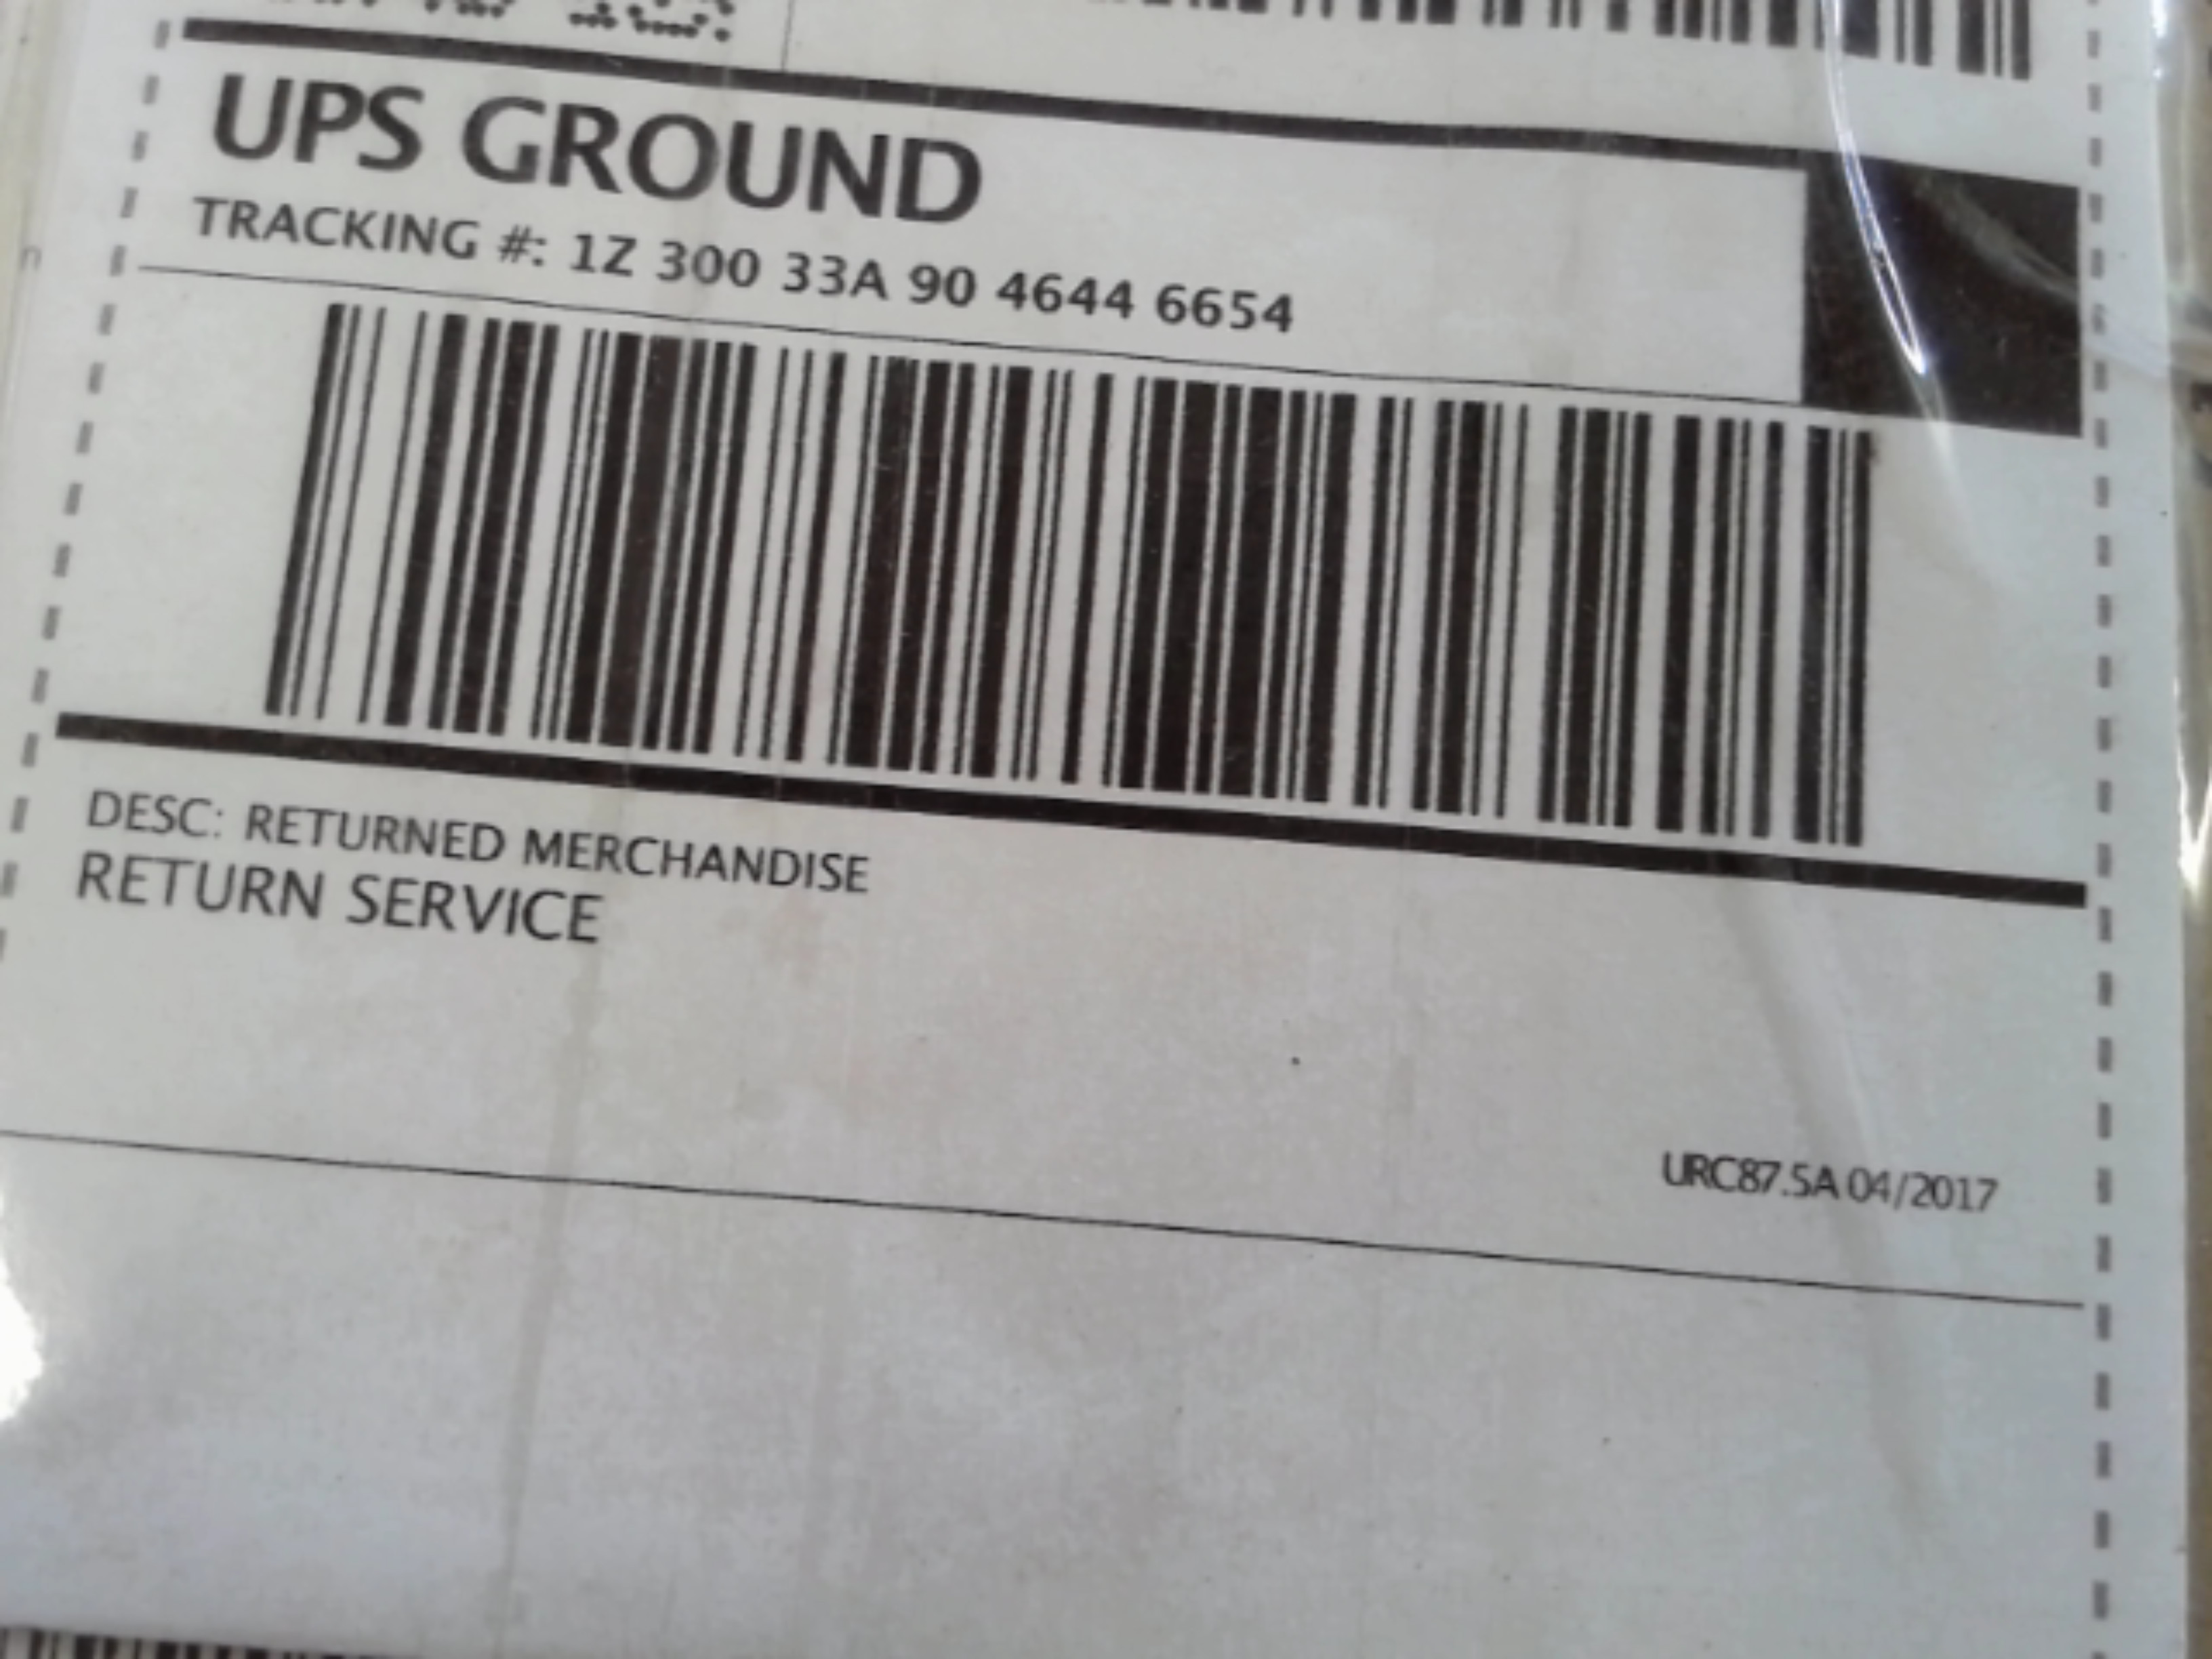 UPS GROUND
TRACKING #: 1Z 300 33A 90 4644 6654
DESC: RETURNED MERCHANDISE
RETURN SERVICE
URC87.5A 04/2017